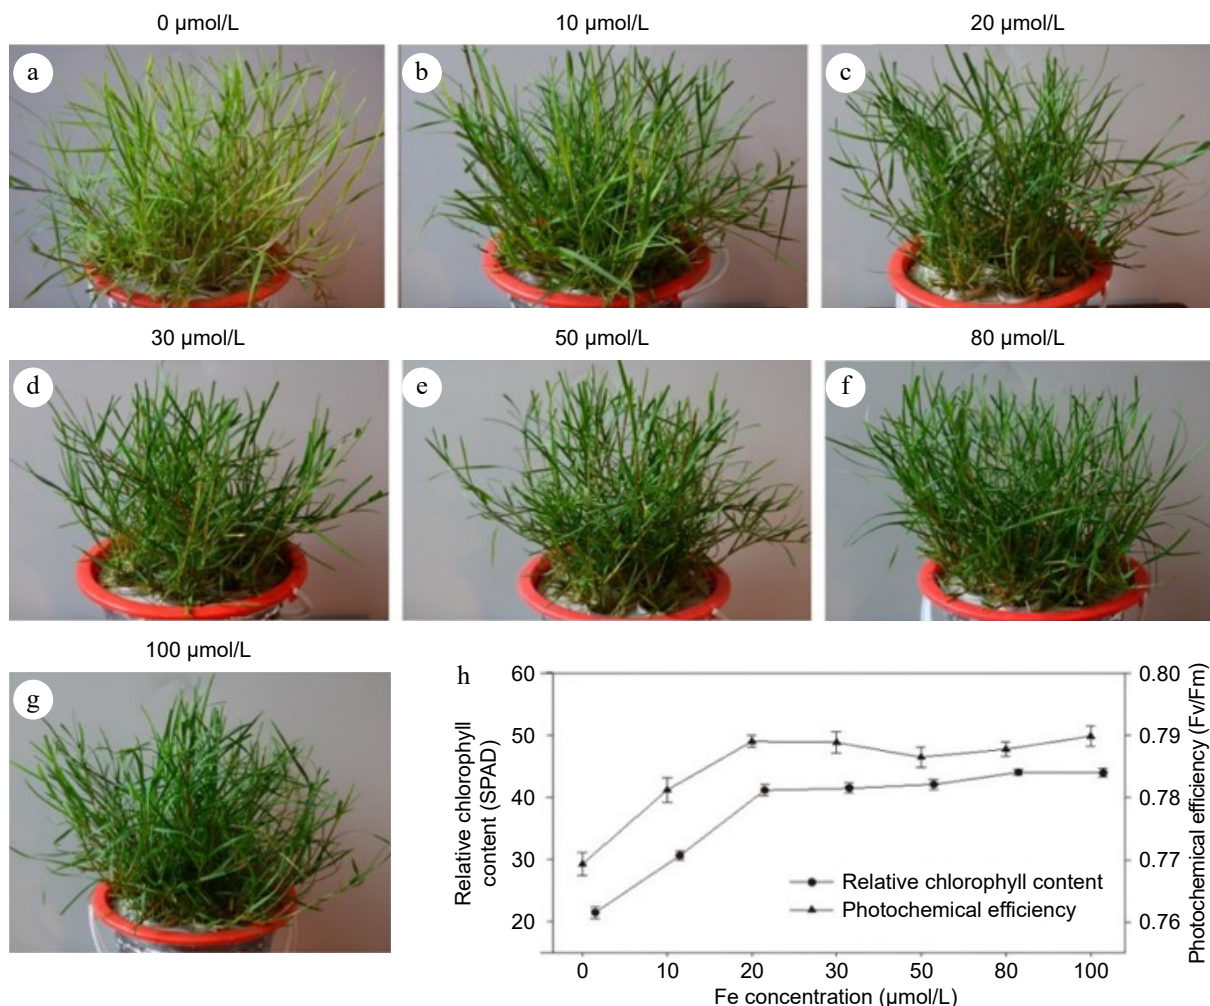 0 µmol/L
10 µmol/L
20 µmol/L
a
b
c
30 µmol/L
50 µmol/L
80 µmol/L
d
e
f
100 µmol/L
g
h
60
50
40
30
20
Relative chlorophyll
content (SPAD)
0.80
0.79
0.78
0.77
0.76
Photochemical efficiency (Fv/Fm)
Relative chlorophyll content
Photochemical efficiency
0 10 20 30 50 80 100
Fe concentration (µmol/L)